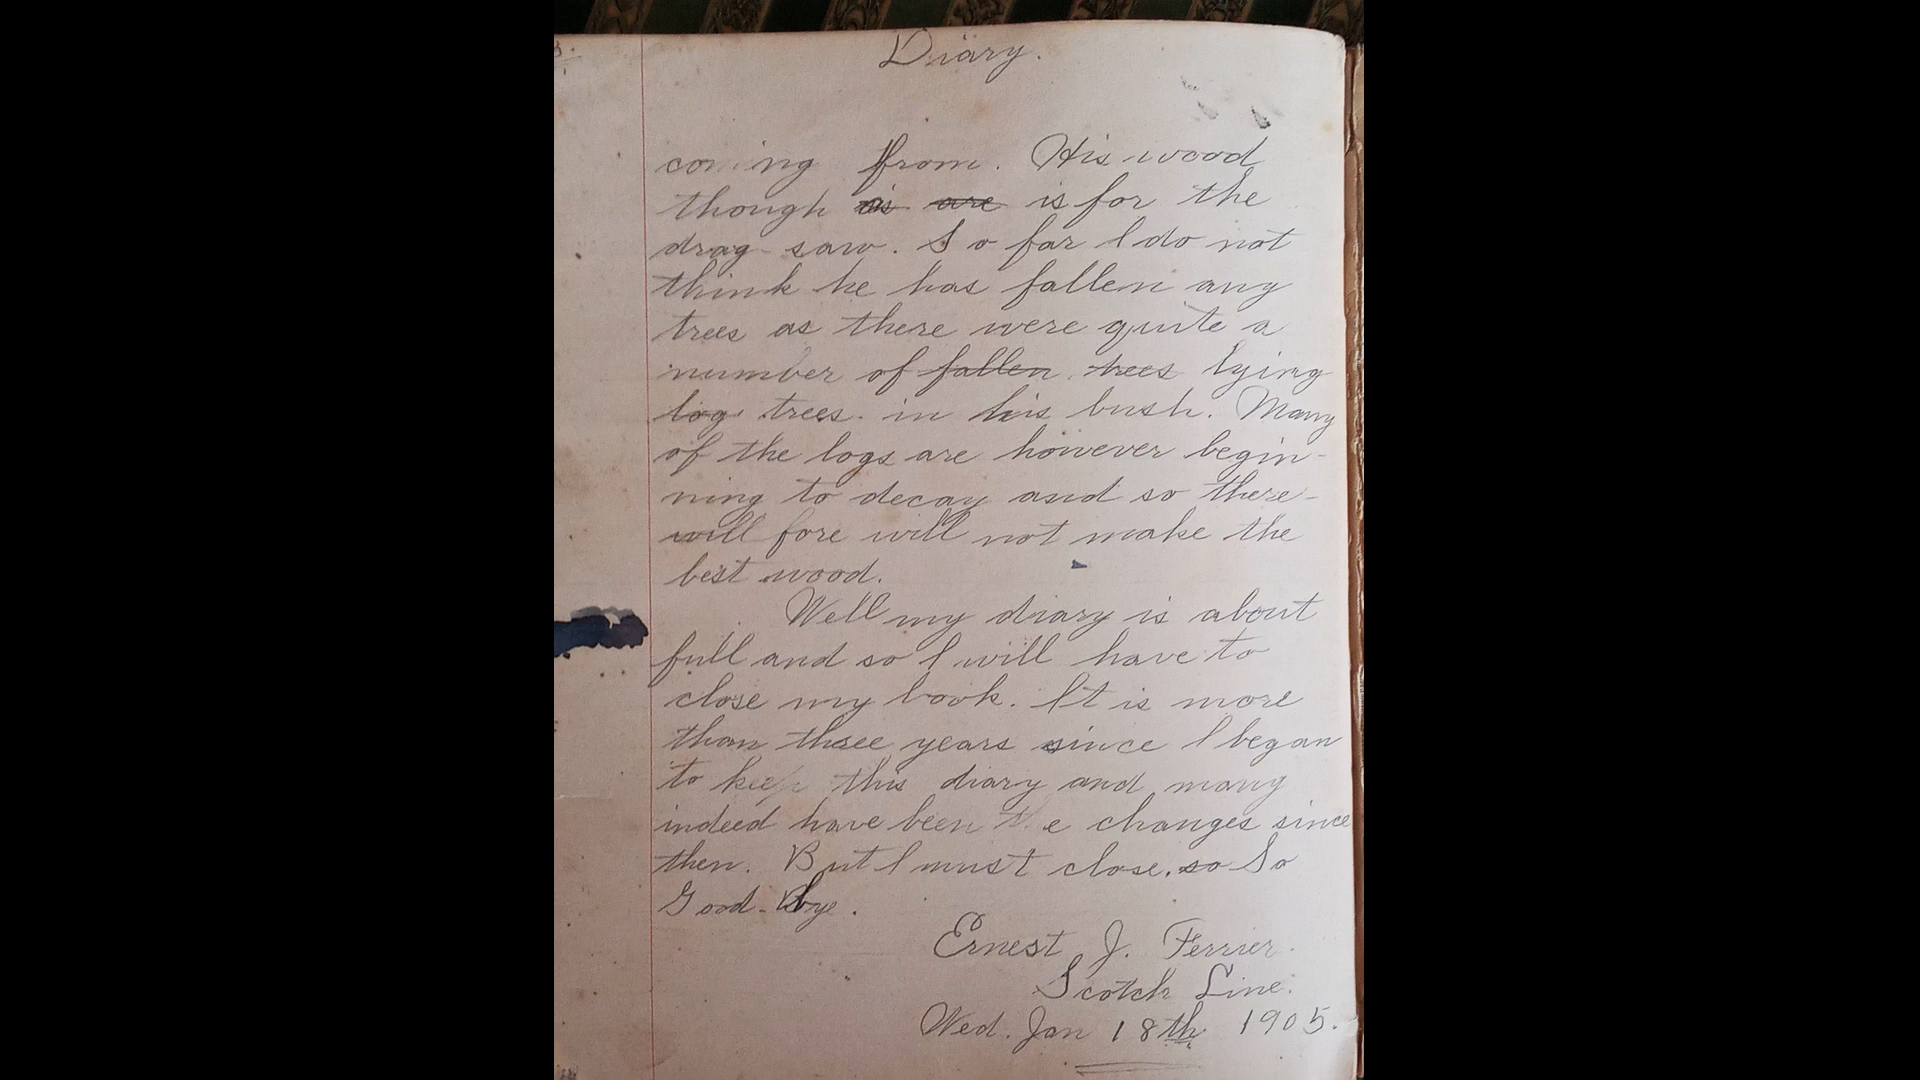 Diary.
coming from. His wood
though is are is for the
drag saw. So far I do not
think he has fallen any
trees as there were quite a
number of fallen trees lying
log trees in his bush. Many
of the logs are however begin-
ning to decay and so there-
will fore will not make the
best wood.
Well my diary is about
full and so I will have to
close my book. It is more
than three years since I began
to keep this diary and many
indeed have been the changes since
then. But I must close. so So
Good-Bye.
Ernest J. Ferrier.
Scotch Line.
Wed. Jan 18th 1905.